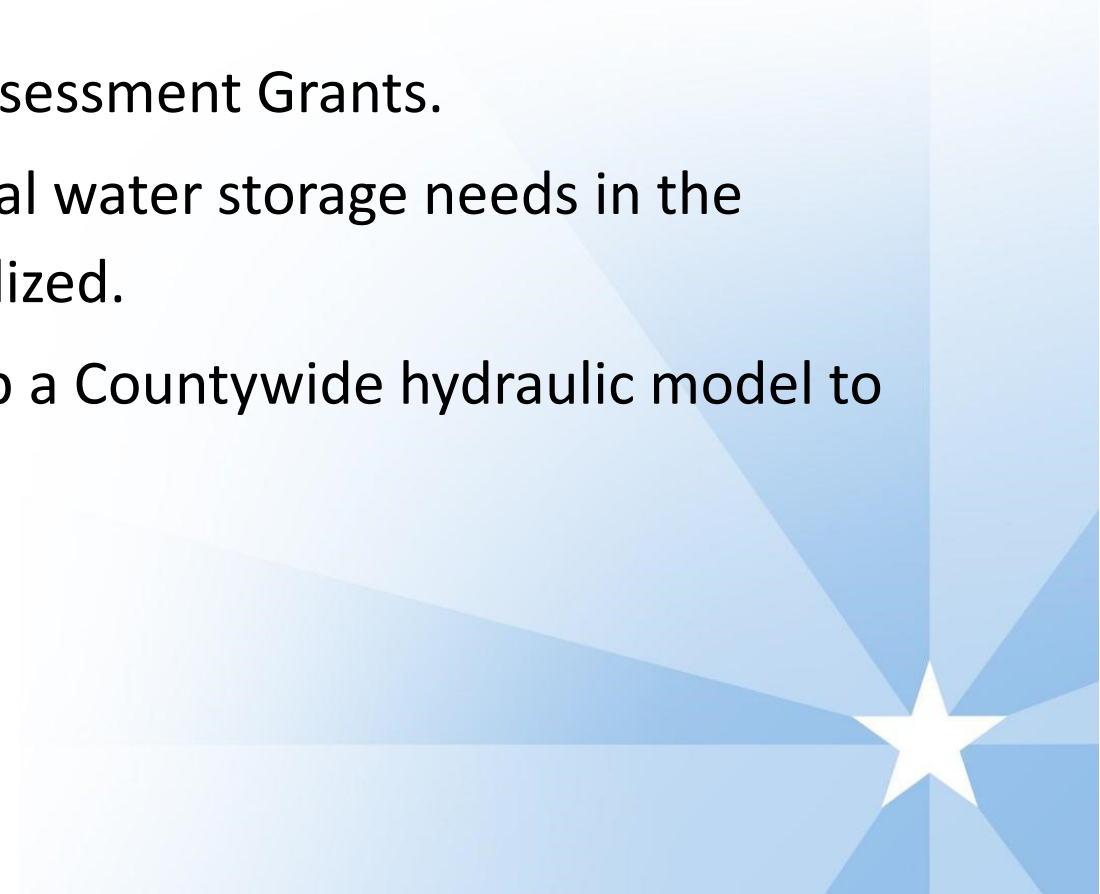 sessment Grants.
al water storage needs in the
lized.
a Countywide hydraulic model to